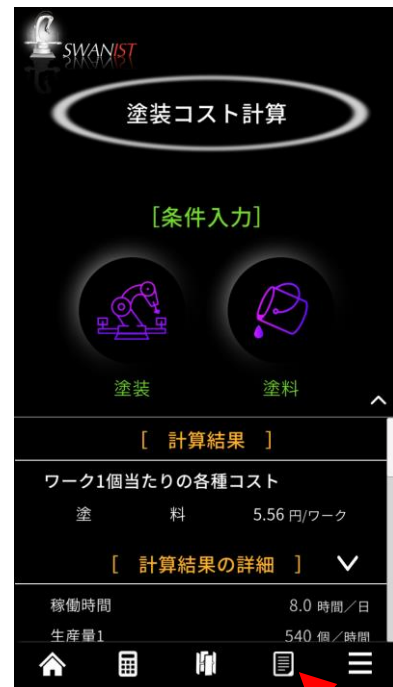 SWANIST
塗装コスト計算
[条件入力]
塗装 塗料
[ 計算結果 ]
ワーク1個当たりの各種コスト
塗 料 5.56 円/ワーク
[ 計算結果の詳細 ]
稼働時間 8.0 時間/日
生産量1 540 個/時間